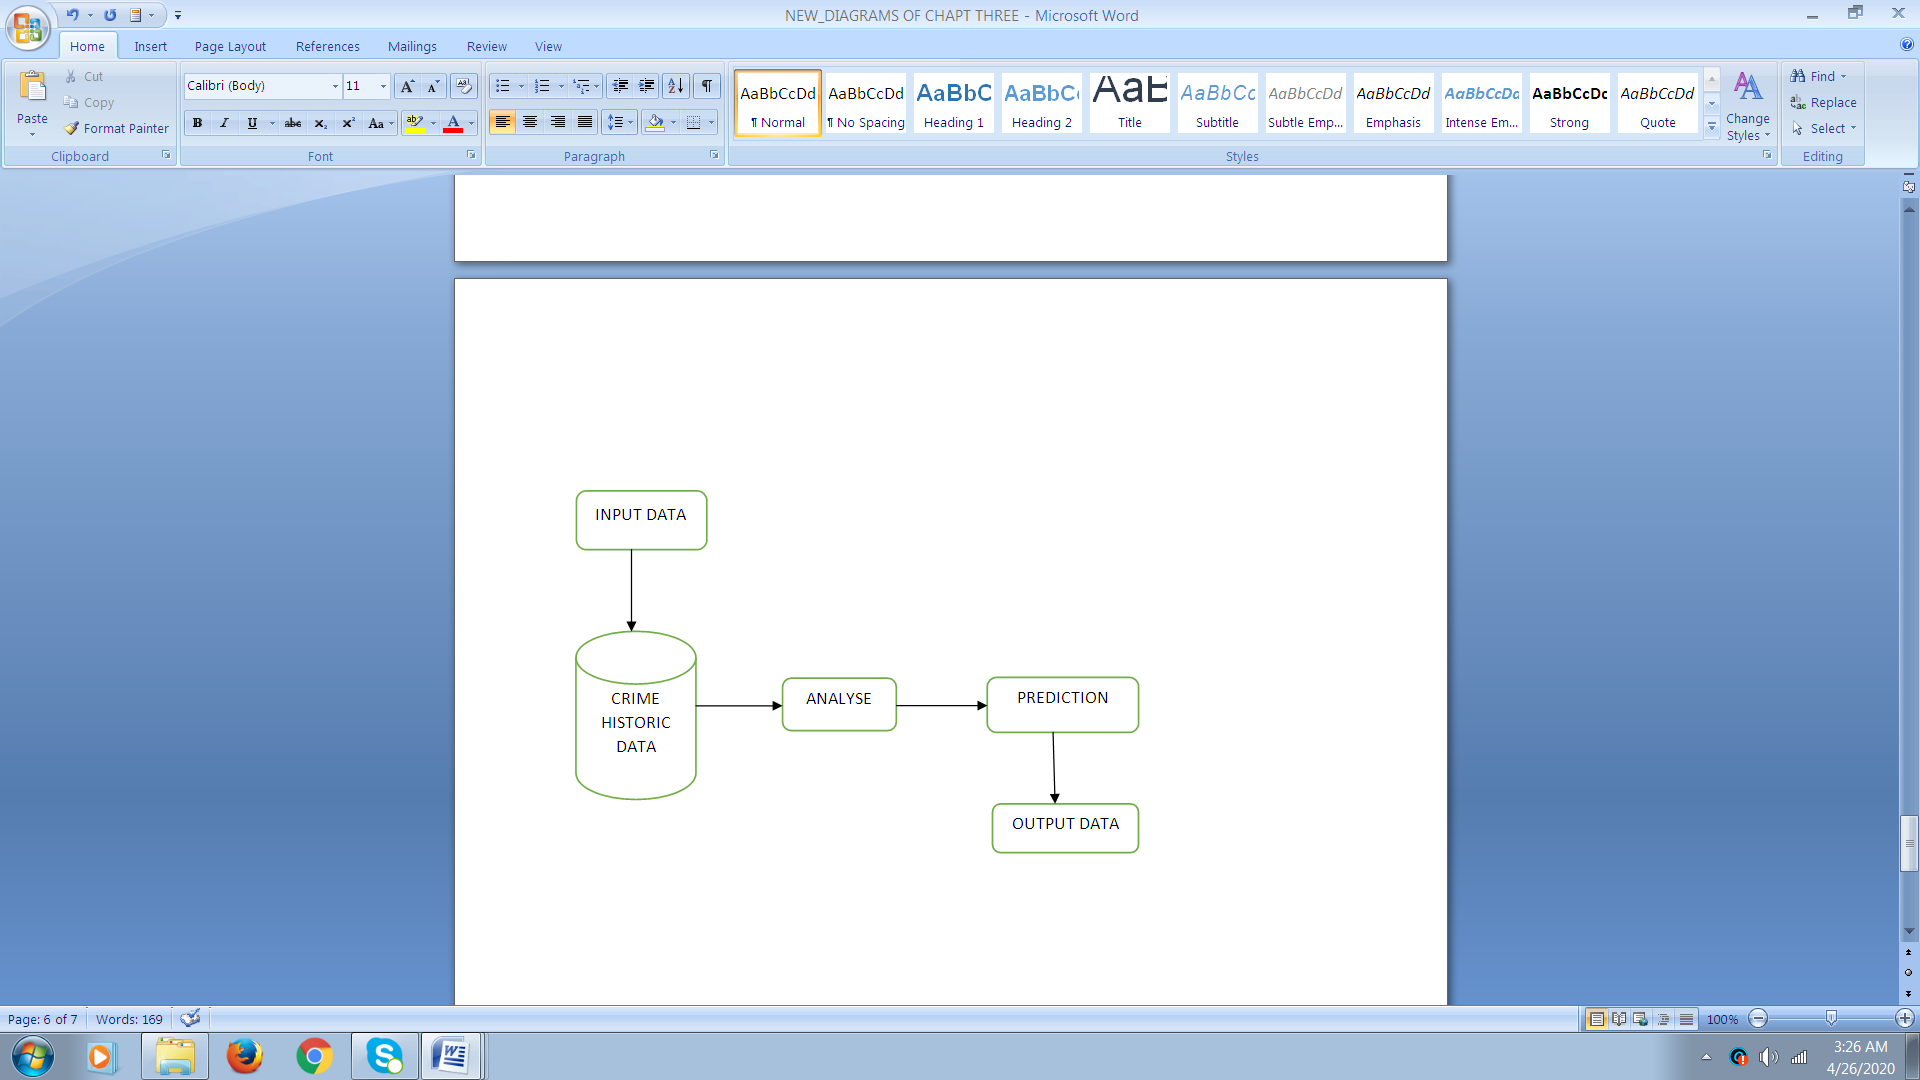 NEW_DIAGRAMS OF CHAPT THREE - Microsoft Word
Home Insert Page Layout References Mailings Review View
Paste
Cut
Copy
Format Painter
Clipboard
Calibri (Body) 11
B I U abc X₂ X² Aa
Font
Paragraph
AaBbCcDd AaBbCcDd AaBbC AaBbC AaB AaBbCc AaBbCcDd AaBbCcDd AaBbCcDd AaBbCcDc AaBbCcDd
¶ Normal ¶ No Spacing Heading 1 Heading 2 Title Subtitle Subtle Emp... Emphasis Intense Em... Strong Quote
Change
Styles
Styles
Find
Replace
Select
Editing
INPUT DATA
CRIME
HISTORIC
DATA
ANALYSE
PREDICTION
OUTPUT DATA
Page: 6 of 7 Words: 169
100%
3:26 AM
4/26/2020